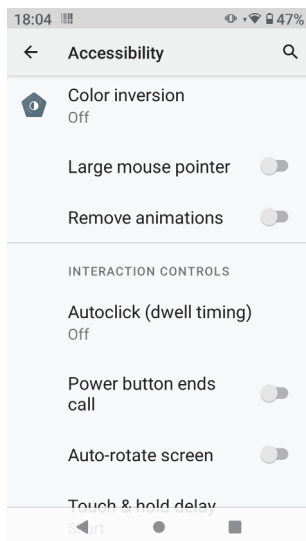 18:04 47%
Accessibility
Color inversion
Off
Large mouse pointer
Remove animations
INTERACTION CONTROLS
Autoclick (dwell timing)
Off
Power button ends
call
Auto-rotate screen
Touch & hold delay
Short